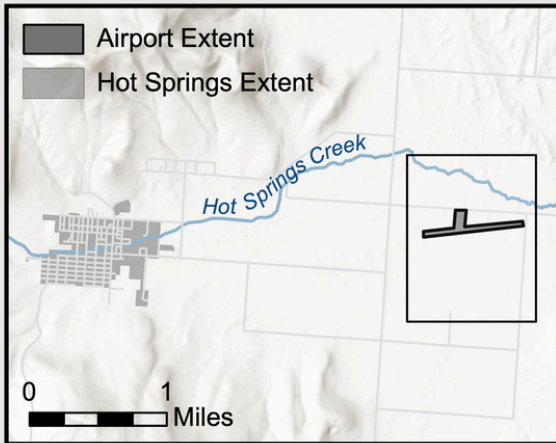 Airport Extent
Hot Springs Extent
Hot Springs Creek
0 1
Miles